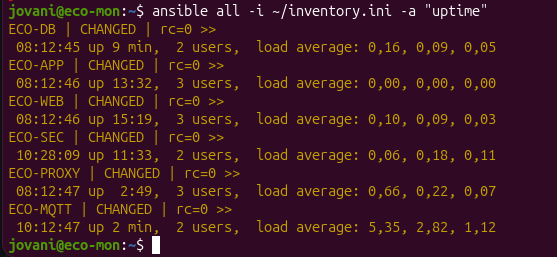 jovani@eco-mon:~$ ansible all -i ~/inventory.ini -a "uptime"
ECO-DB | CHANGED | rc=0 >>
 08:12:45 up 9 min,  2 users,  load average: 0,16, 0,09, 0,05
ECO-APP | CHANGED | rc=0 >>
 08:12:46 up 13:32,  3 users,  load average: 0,00, 0,00, 0,00
ECO-WEB | CHANGED | rc=0 >>
 08:12:46 up 15:19,  3 users,  load average: 0,10, 0,09, 0,03
ECO-SEC | CHANGED | rc=0 >>
 10:28:09 up 11:33,  2 users,  load average: 0,06, 0,18, 0,11
ECO-PROXY | CHANGED | rc=0 >>
 08:12:47 up  2:49,  3 users,  load average: 0,66, 0,22, 0,07
ECO-MQTT | CHANGED | rc=0 >>
 10:12:47 up 2 min,  2 users,  load average: 5,35, 2,82, 1,12
jovani@eco-mon:~$